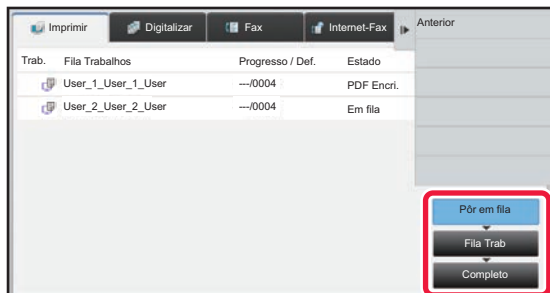 Imprimir Digitalizar Fax Internet-Fax Anterior
Trab. Fila Trabalhos Progresso / Def. Estado
User_1_User_1_User ---/0004 PDF Encri.
User_2_User_2_User ---/0004 Em fila
Pôr em fila
Fila Trab
Completo